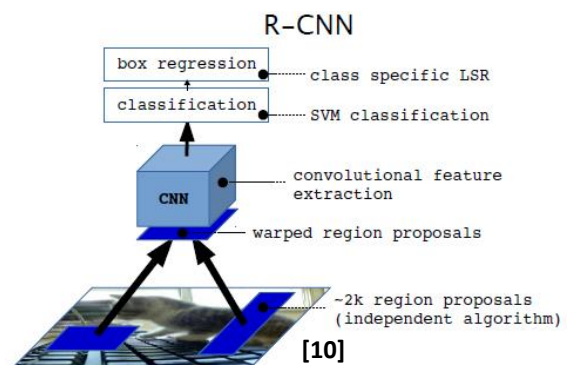 R-CNN
box regression
class specific LSR
classification
SVM classification
convolutional feature
extraction
CNN
warped region proposals
~2k region proposals
(independent algorithm)
[10]